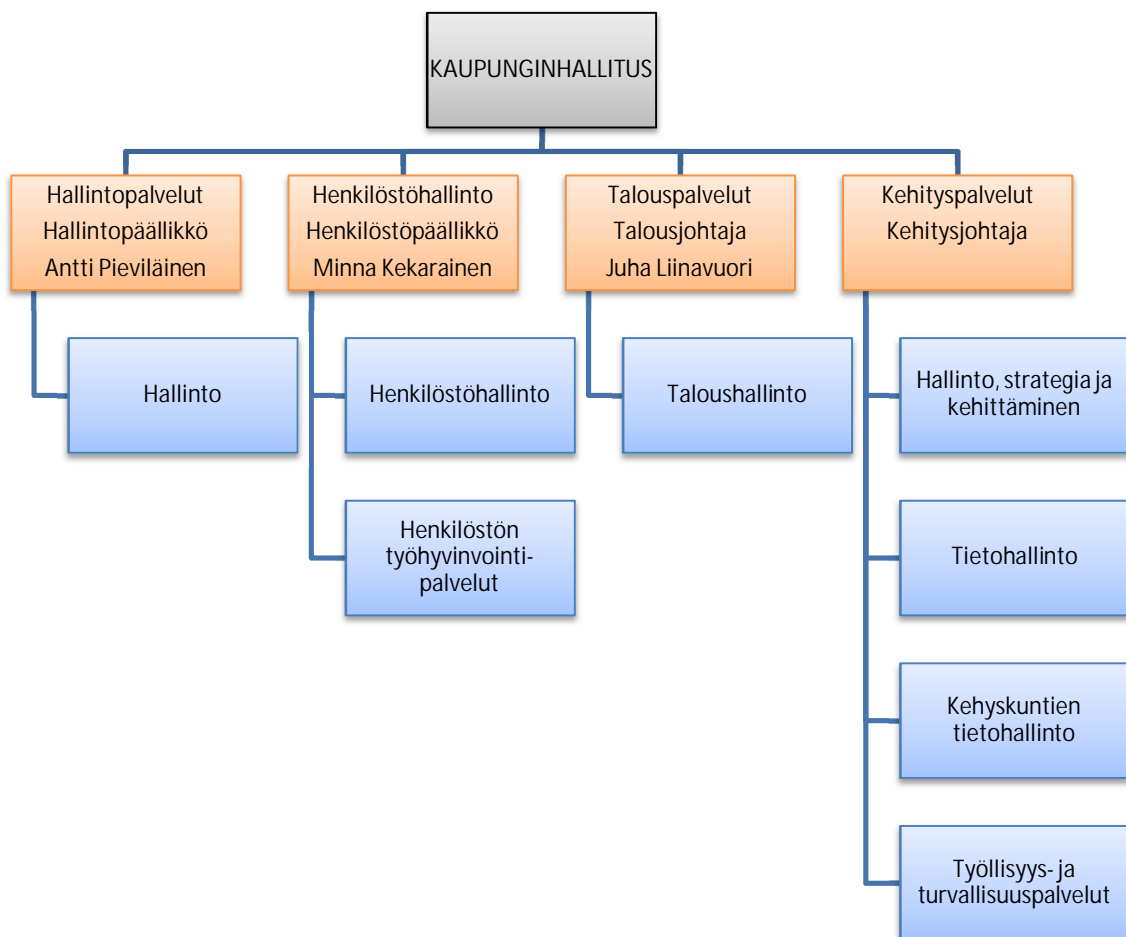 KAUPUNGINHALLITUS
Hallintopalvelut
Hallintopäällikkö
Antti Pieviläinen
Henkilöstöhallinto
Henkilöstöpäällikkö
Minna Kekarainen
Talouspalvelut
Talousjohtaja
Juha Liinavuori
Kehityspalvelut
Kehitysjohtaja
Hallinto
Henkilöstöhallinto
Taloushallinto
Hallinto, strategia ja
kehittäminen
Henkilöstön
työhyvinvointi-
palvelut
Tietohallinto
Kehyskuntien
tietohallinto
Työllisyys- ja
turvallisuuspalvelut